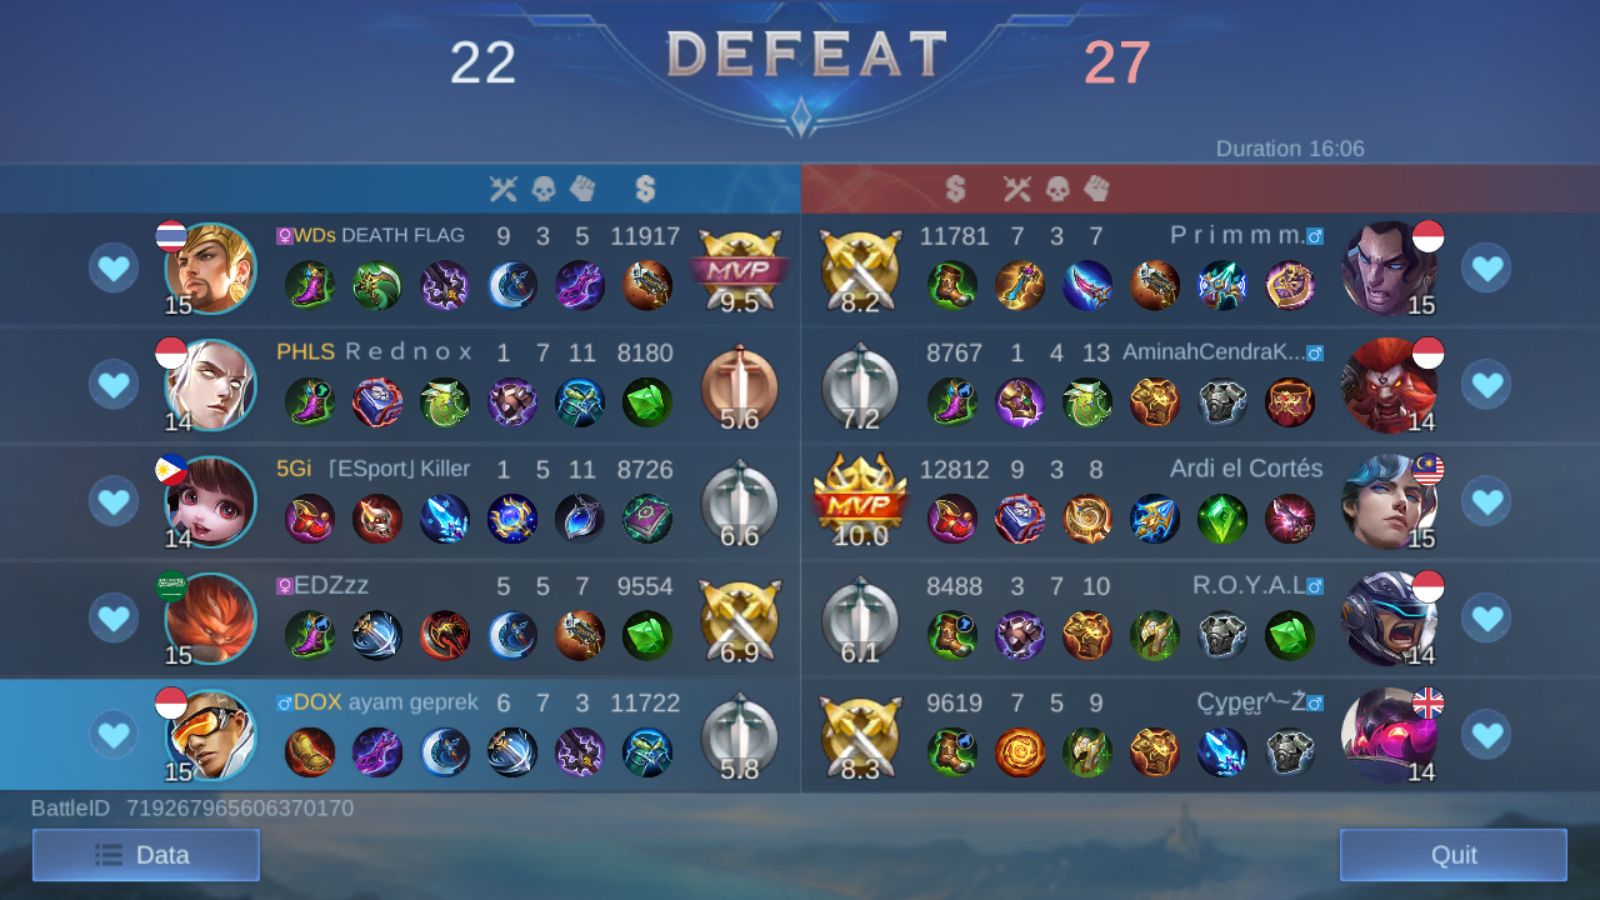 22 DEFEAT 27
Duration 16:06
WDs DEATH FLAG 9 3 5 11917
15 MVP 9.5
11781 7 3 7 P r i m m m.
8.2 15
PHLS R e d n o x 1 7 11 8180
14 5.6
8767 1 4 13 AminahCendraK...
7.2 14
5Gi 「ESport」Killer 1 5 11 8726
14 6.6
12812 9 3 8 Ardi el Cortés
MVP 10.0 15
EDZzz 5 5 7 9554
15 6.9
8488 3 7 10 R.O.Y.A.L
6.1 14
DOX ayam geprek 6 7 3 11722
15 5.8
9619 7 5 9
8.3 14
BattleID 719267965606370170
Data Quit